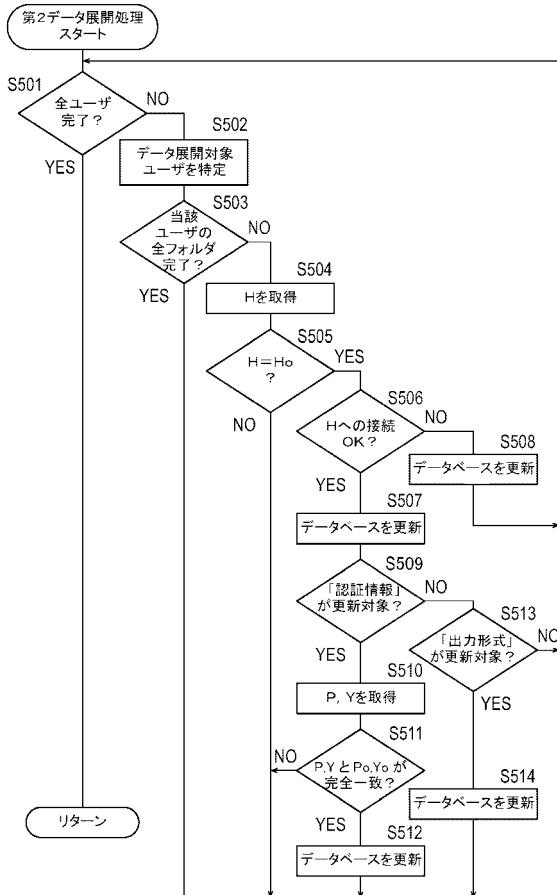 第2データ展開処理
スタート
S501
全ユーザ
完了?
NO
YES
S502
データ展開対象
ユーザを特定
S503
当該
ユーザの
全フォルダ
完了?
NO
YES
S504
Hを取得
S505
H=Ho
?
YES
NO
S506
Hへの接続
OK?
NO
YES
S508
データベースを更新
S507
データベースを更新
S509
「認証情報」
が更新対象?
NO
YES
S513
「出力形式」
が更新対象?
NO
YES
S510
P, Yを取得
S511
P,YとPo,Yoが
完全一致?
NO
YES
S514
データベースを更新
S512
データベースを更新
リターン